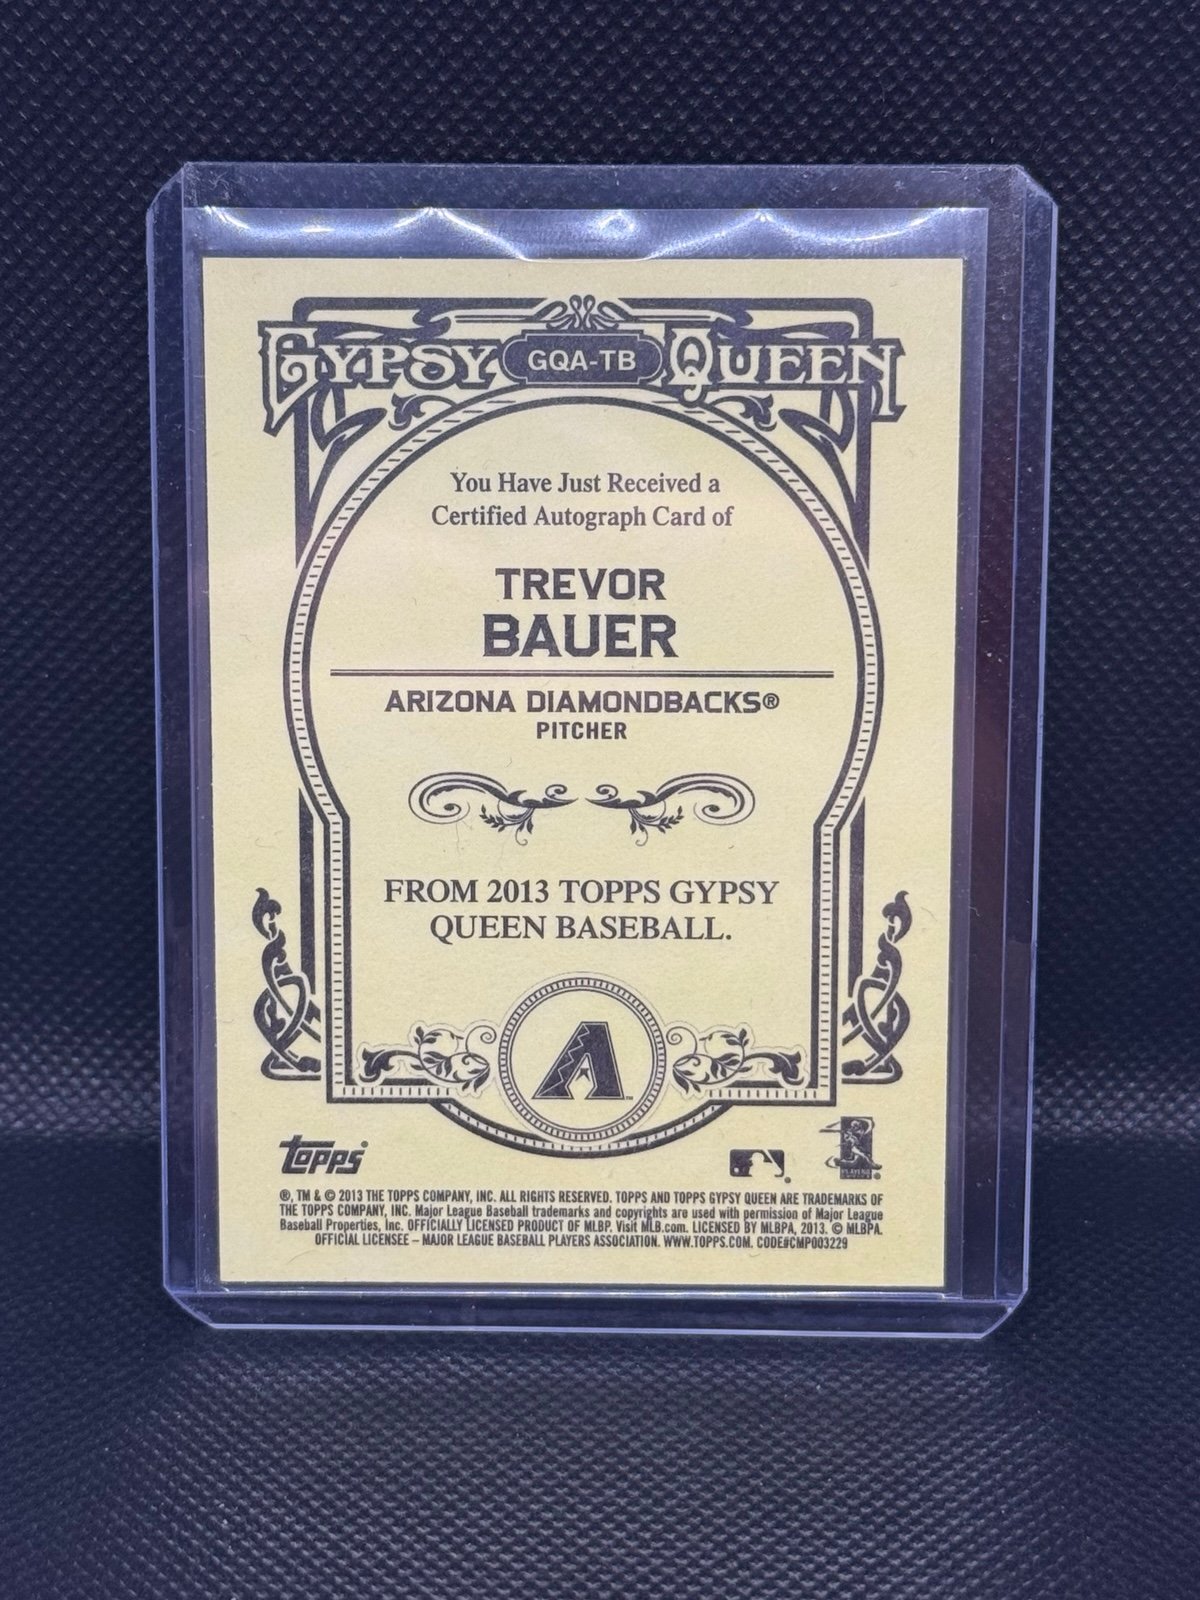 GYPSY GQA-TB QUEEN
You Have Just Received a
Certified Autograph Card of
TREVOR
BAUER
ARIZONA DIAMONDBACKS®
PITCHER
FROM 2013 TOPPS GYPSY
QUEEN BASEBALL.
A™
topps®
®, TM & © 2013 THE TOPPS COMPANY, INC. ALL RIGHTS RESERVED. TOPPS AND TOPPS GYPSY QUEEN ARE TRADEMARKS OF
THE TOPPS COMPANY, INC. Major League Baseball trademarks and copyrights are used with permission of Major League
Baseball Properties, Inc. OFFICIALLY LICENSED PRODUCT OF MLBP. Visit MLB.com. LICENSED BY MLBPA, 2013. © MLBPA.
OFFICIAL LICENSEE – MAJOR LEAGUE BASEBALL PLAYERS ASSOCIATION. WWW.TOPPS.COM. CODE#CMP003229